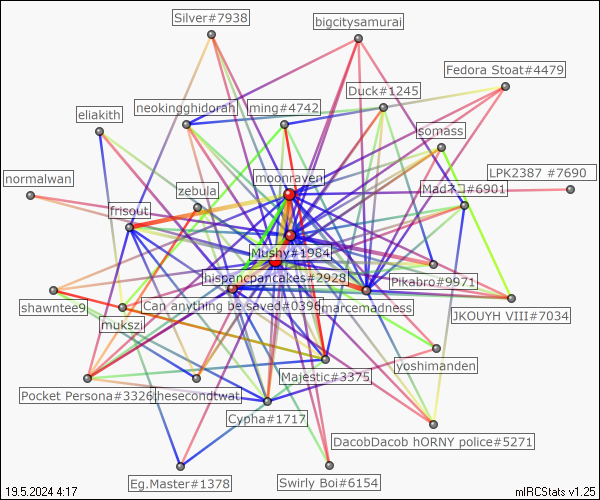 Silver#7938
bigcitysamurai
Fedora Stoat#4479
Duck#1245
neokingghidorah
ming#4742
eliakith
somass
LPK2387 #7690
moonraven
normalwan
zebula
Madネコ#6901
frisout
Mushy#1984
hispancpancakes#2928
Pikabro#9971
shawntee9
Can anything be saved#0396
marcemadness
JKOUYH VIII#7034
mukszi
yoshimanden
Majestic#3375
Pocket Persona#3326
thesecondtwat
Cypha#1717
DacobDacob hORNY police#5271
Eg.Master#1378
Swirly Boi#6154
19.5.2024 4:17
mIRCStats v1.25